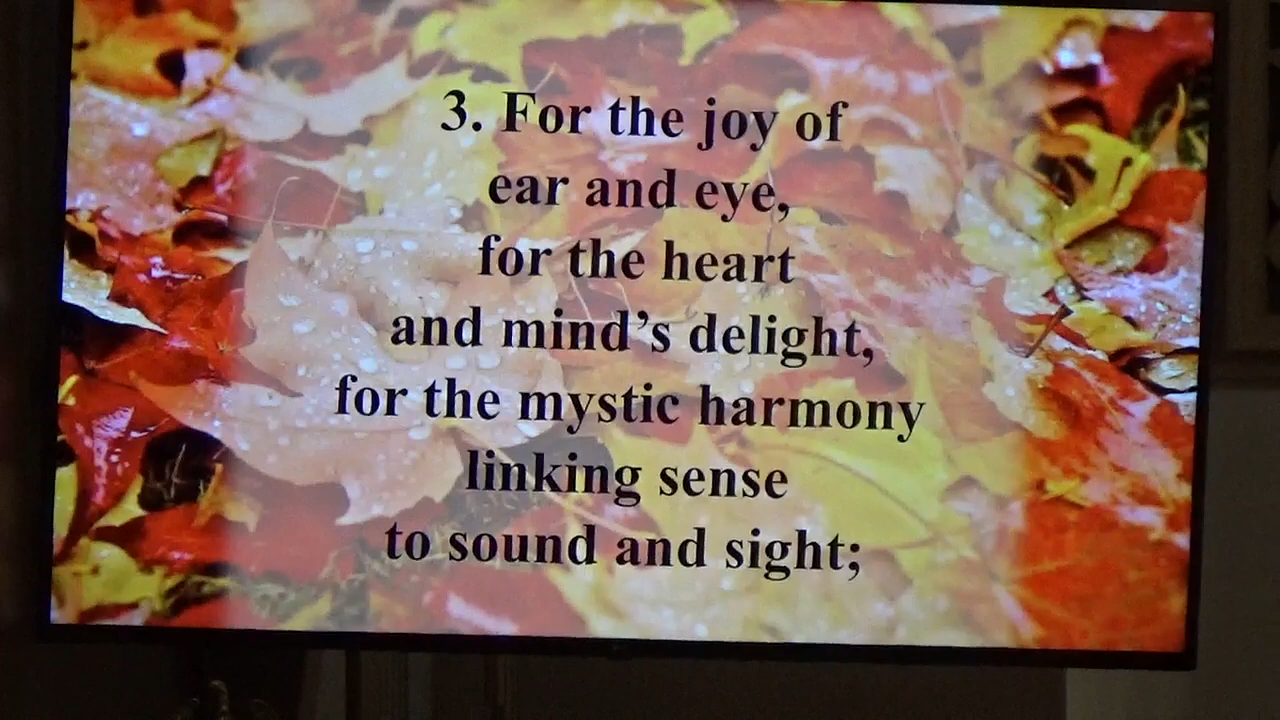 3. For the joy of
ear and eye,
for the heart
and mind’s delight,
for the mystic harmony
linking sense
to sound and sight;